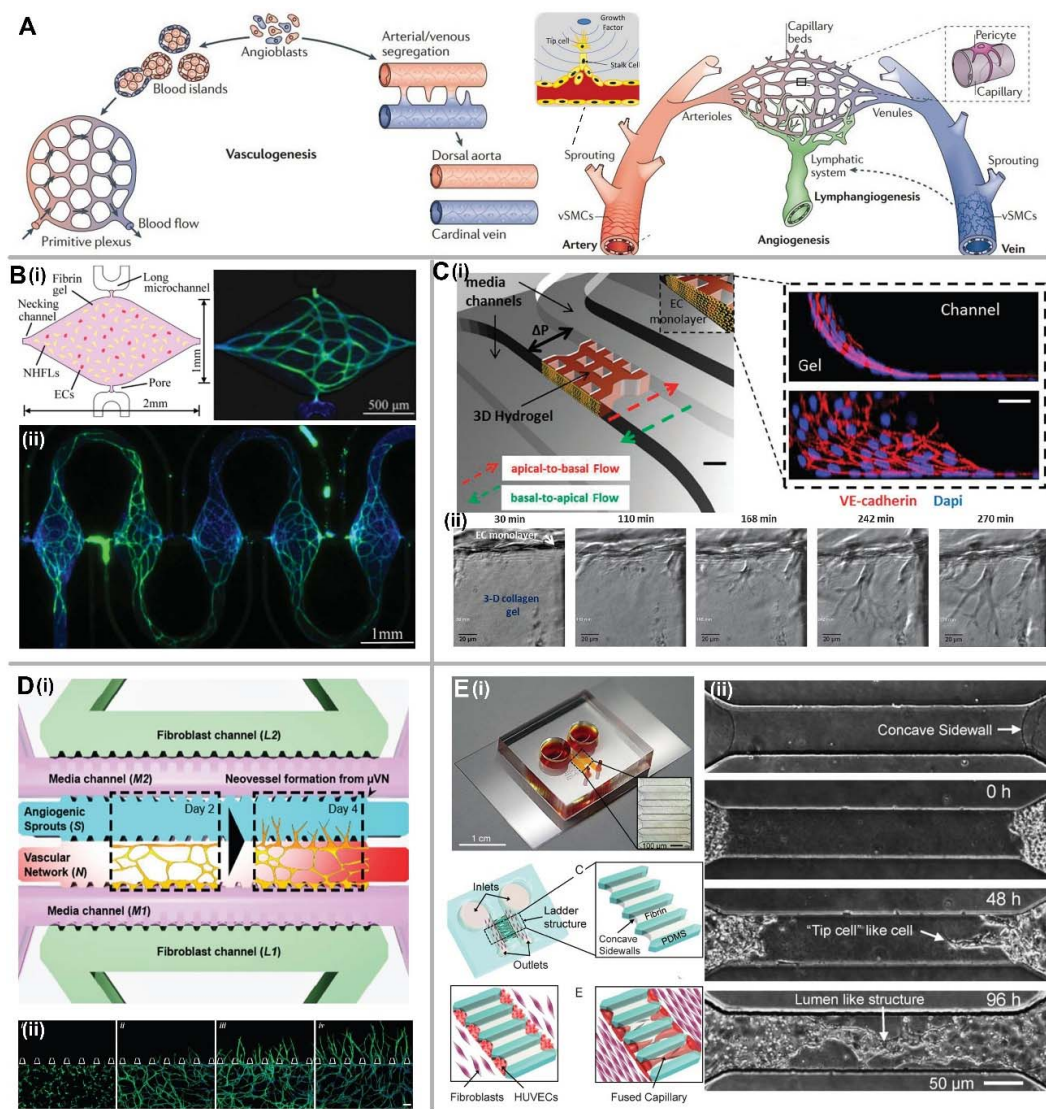 A
Angioblasts
Blood islands
Vasculogenesis
Primitive plexus
Blood flow
Arterial/venous
segregation
Dorsal aorta
Cardinal vein
Growth
Factor
Tip cell
Stalk Cell
Capillary
beds
Pericyte
Capillary
Arterioles
Venules
Sprouting
Lymphatic
system
Sprouting
Lymphangiogenesis
vSMCs
vSMCs
Artery
Angiogenesis
Vein
B (i)
Fibrin
gel
Long microchannel
Necking
channel
1mm
NHFLs
ECs
Pore
2mm
500 µm
(ii)
1mm
C (i)
media
channels
EC
monolayer
ΔP
3D Hydrogel
apical-to-basal Flow
basal-to-apical Flow
Channel
Gel
VE-cadherin Dapi
(ii)
30 min
110 min
168 min
242 min
270 min
EC monolayer
3-D collagen
gel
20 µm
20 µm
20 µm
20 µm
20 µm
D (i)
Fibroblast channel (L2)
Media channel (M2)
Neovessel formation from µVN
Angiogenic
Sprouts (S)
Day 2
Day 4
Vascular
Network (N)
Media channel (M1)
Fibroblast channel (L1)
(ii)
ii
iii
iv
E (i)
1 cm
100 µm
Inlets
C
Ladder
structure
Fibrin
Concave
Sidewalls
PDMS
Outlets
E
Fibroblasts HUVECs
Fused Capillary
(ii)
Concave Sidewall
0 h
48 h
"Tip cell" like cell
96 h
Lumen like structure
50 µm